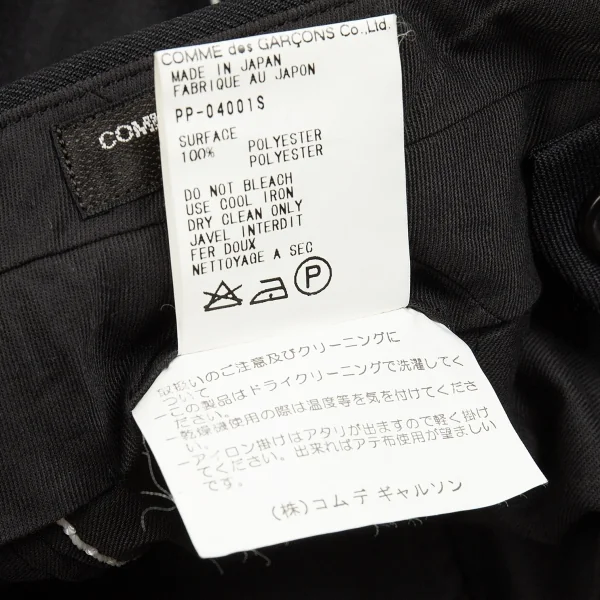 COMME des GARÇONS Co.,Ltd.
MADE IN JAPAN
FABRIQUE AU JAPON
PP-04001S
SURFACE
100% POLYESTER
POLYESTER
DO NOT BLEACH
USE COOL IRON
DRY CLEAN ONLY
JAVEL INTERDIT
FER DOUX
NETTOYAGE A SEC
P
COMME
取扱いのご注意及びクリーニングに
ついて
ーこの製品はドライクリーニングで洗濯してく
ださい。
ー乾燥機使用の際は温度等を気を付けてくださ
い。
ーアイロン掛けはアタリが出ますので軽く掛け
てください。出来ればアテ布使用が望ましい
です。
(株)コムデ ギャルソン